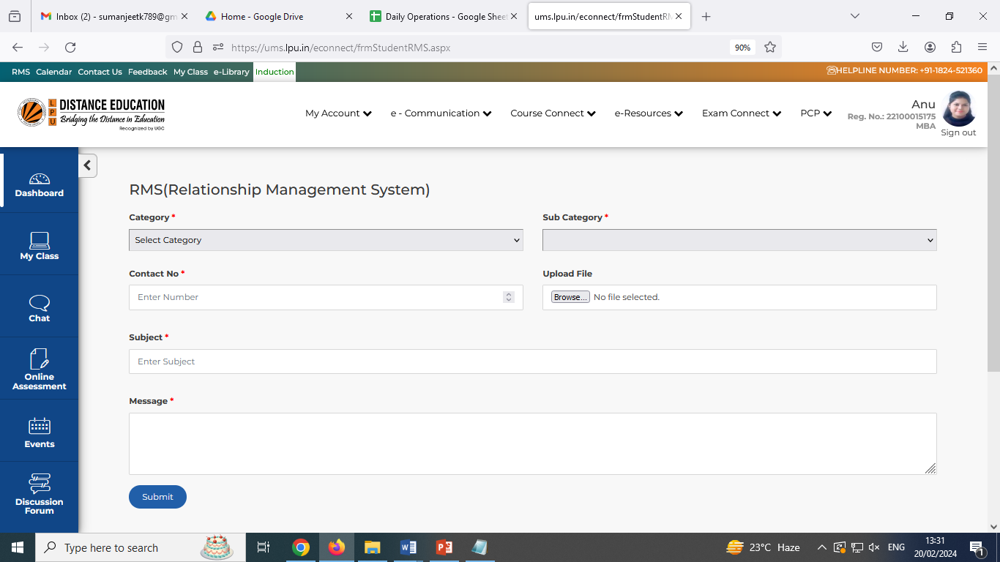 Inbox (2) - sumanjeetk789@gm
Home - Google Drive
Daily Operations - Google Sheet
ums.lpu.in/econnect/frmStudentRM
https://ums.lpu.in/econnect/frmStudentRMS.aspx
90%
RMS Calendar Contact Us Feedback My Class e-Library Induction
HELPLINE NUMBER: +91-1824-521360
LPU DISTANCE EDUCATION
Bridging the Distance in Education
Recognized by UGC
My Account e - Communication Course Connect e-Resources Exam Connect PCP
Anu
Reg. No.: 22100015175
MBA
Sign out
Dashboard
My Class
Chat
Online
Assessment
Events
Discussion
Forum
RMS(Relationship Management System)
Category *
Sub Category *
Select Category
Contact No *
Upload File
Enter Number
Browse... No file selected.
Subject *
Enter Subject
Message *
Submit
Type here to search
23°C Haze
ENG
13:31
20/02/2024
1